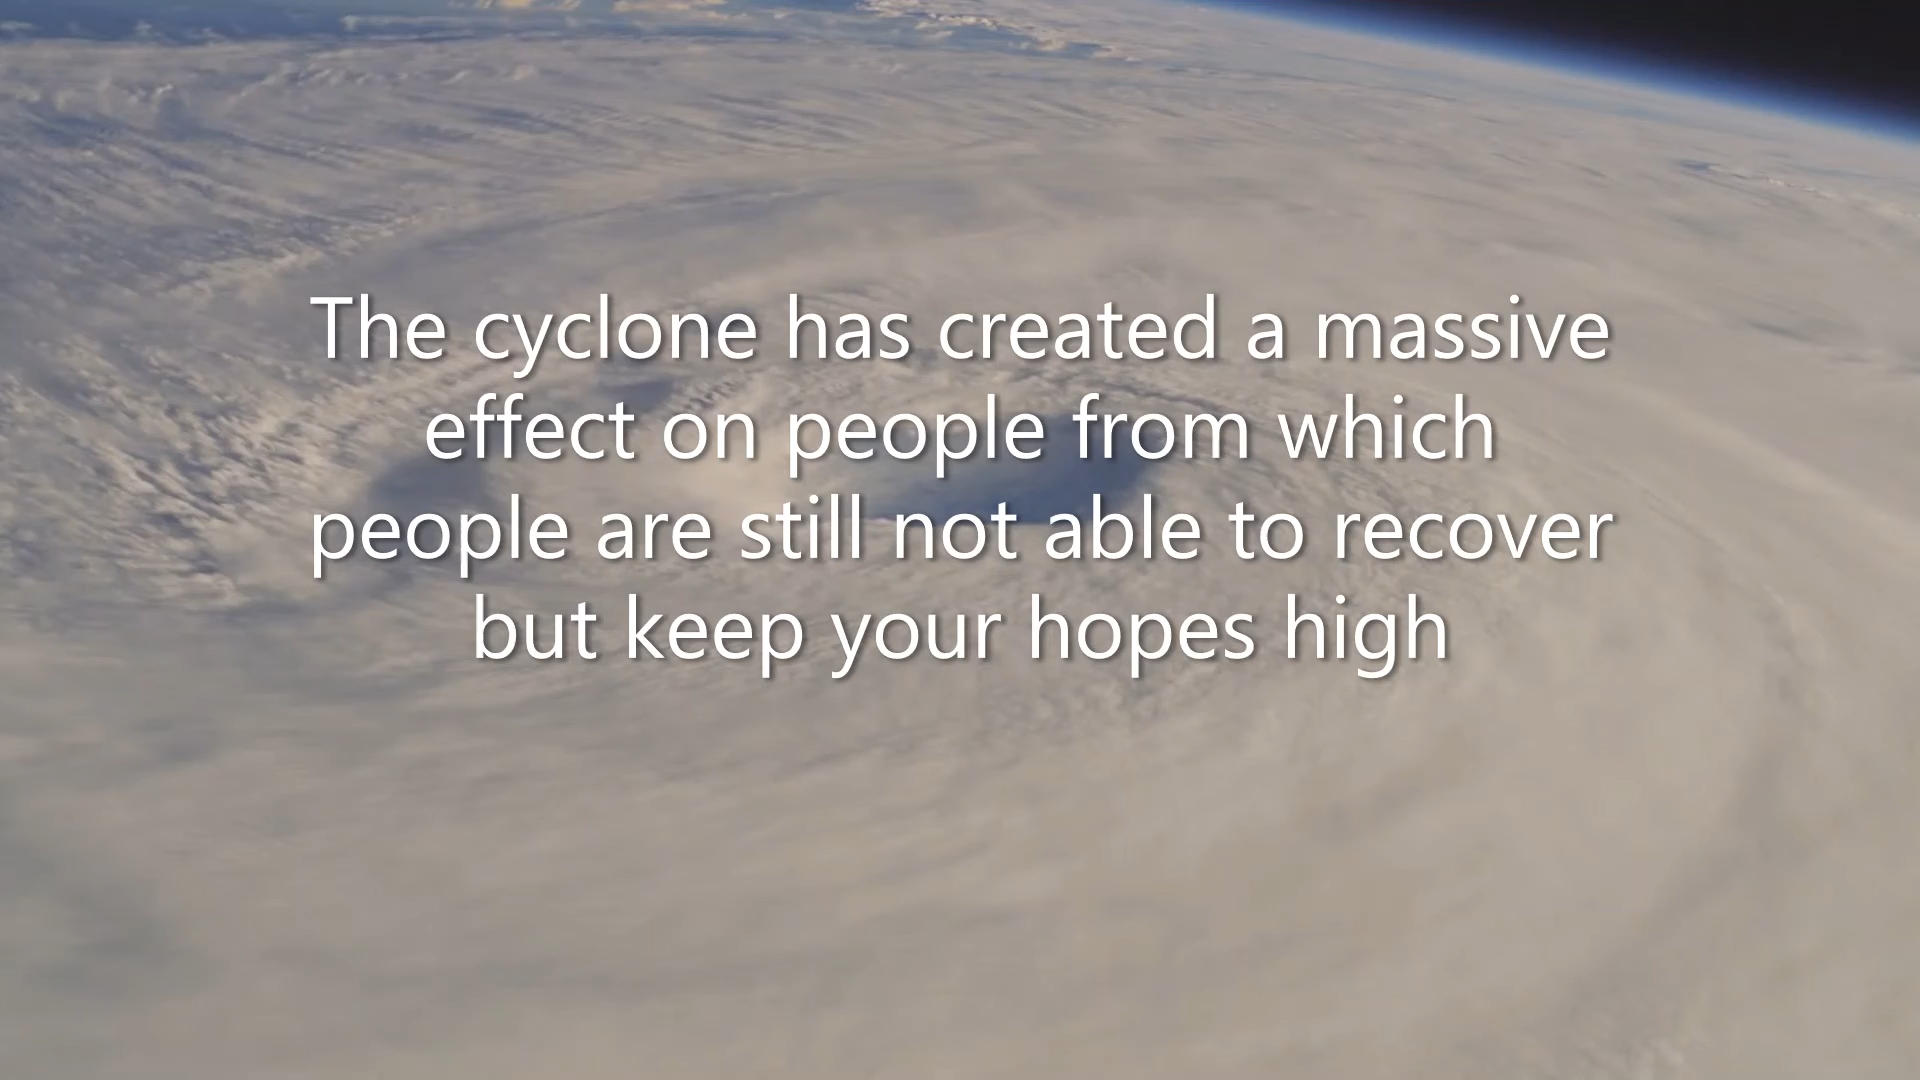 The cyclone has created a massive
effect on people from which
people are still not able to recover
but keep your hopes high